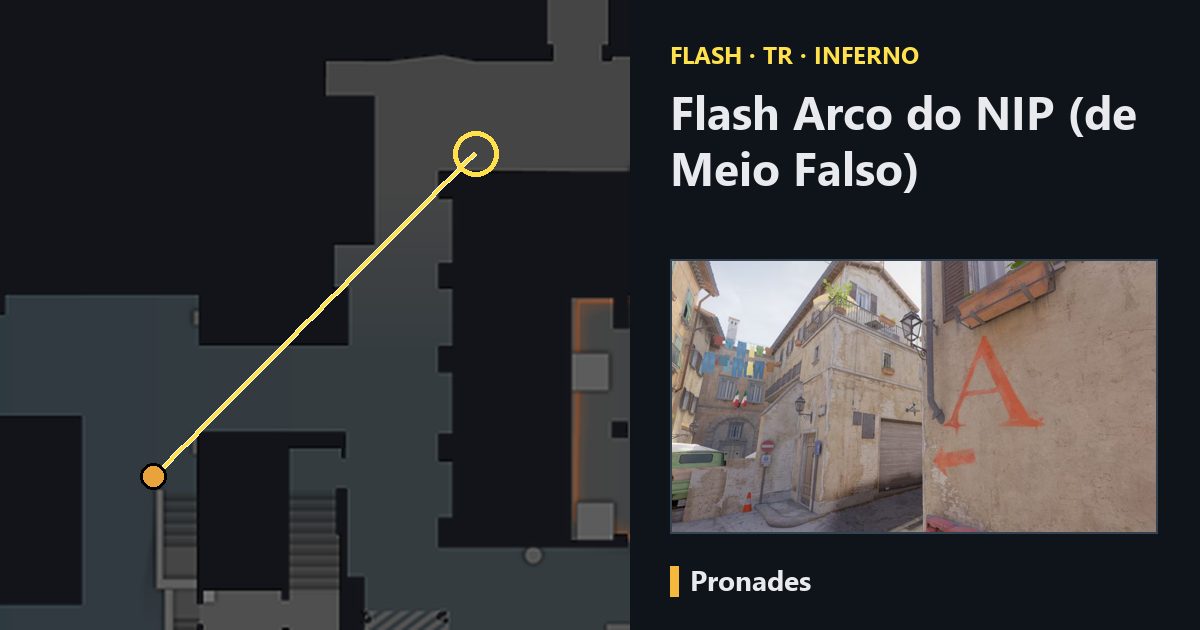 FLASH · TR · INFERNO
Flash Arco do NIP (de
Meio Falso)
A
Pronades